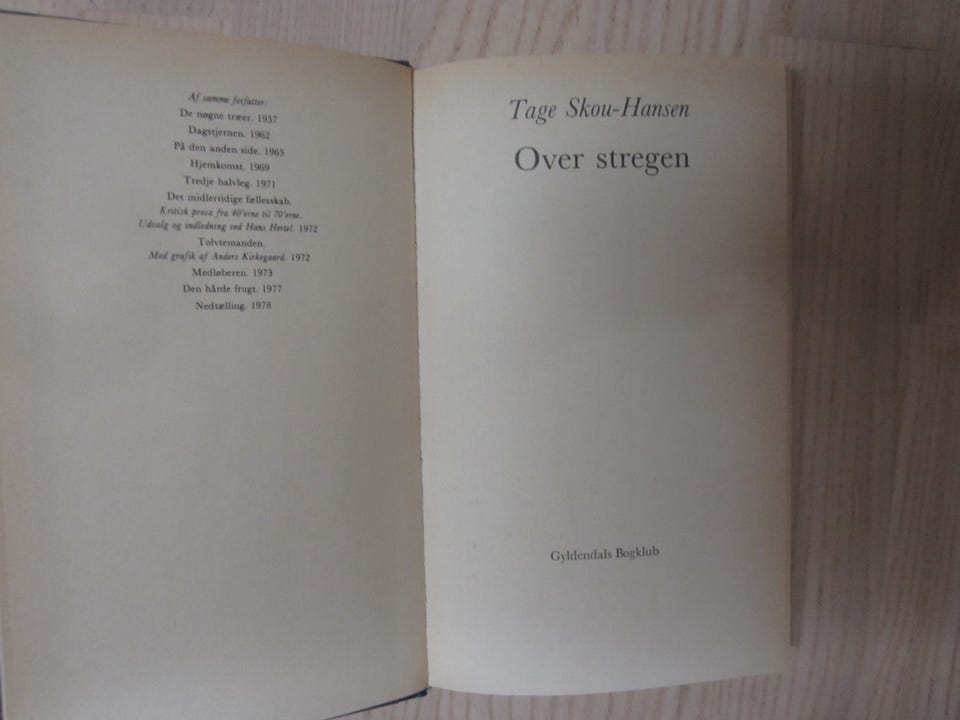 Af samme forfatter:
De nøgne træer. 1957
Dagstjernen. 1962
På den anden side. 1965
Hjemkomst. 1969
Tredje halvleg. 1971
Det midlertidige fællesskab.
Kritisk prosa fra 40'erne til 70'erne.
Udvalg og indledning ved Hans Hertel. 1972
Tolvtemanden.
Med grafik af Anders Kirkegaard. 1972
Medløberen. 1973
Den hårde frugt. 1977
Nedtælling. 1978
Tage Skou-Hansen
Over stregen
Gyldendals Bogklub